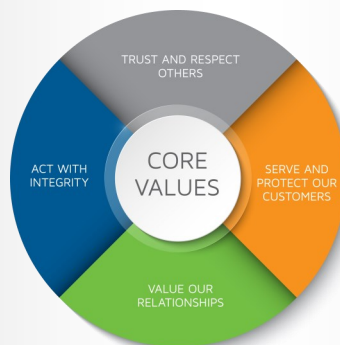 TRUST AND RESPECT
OTHERS
ACT WITH
INTEGRITY
CORE
VALUES
SERVE AND
PROTECT OUR
CUSTOMERS
VALUE OUR
RELATIONSHIPS